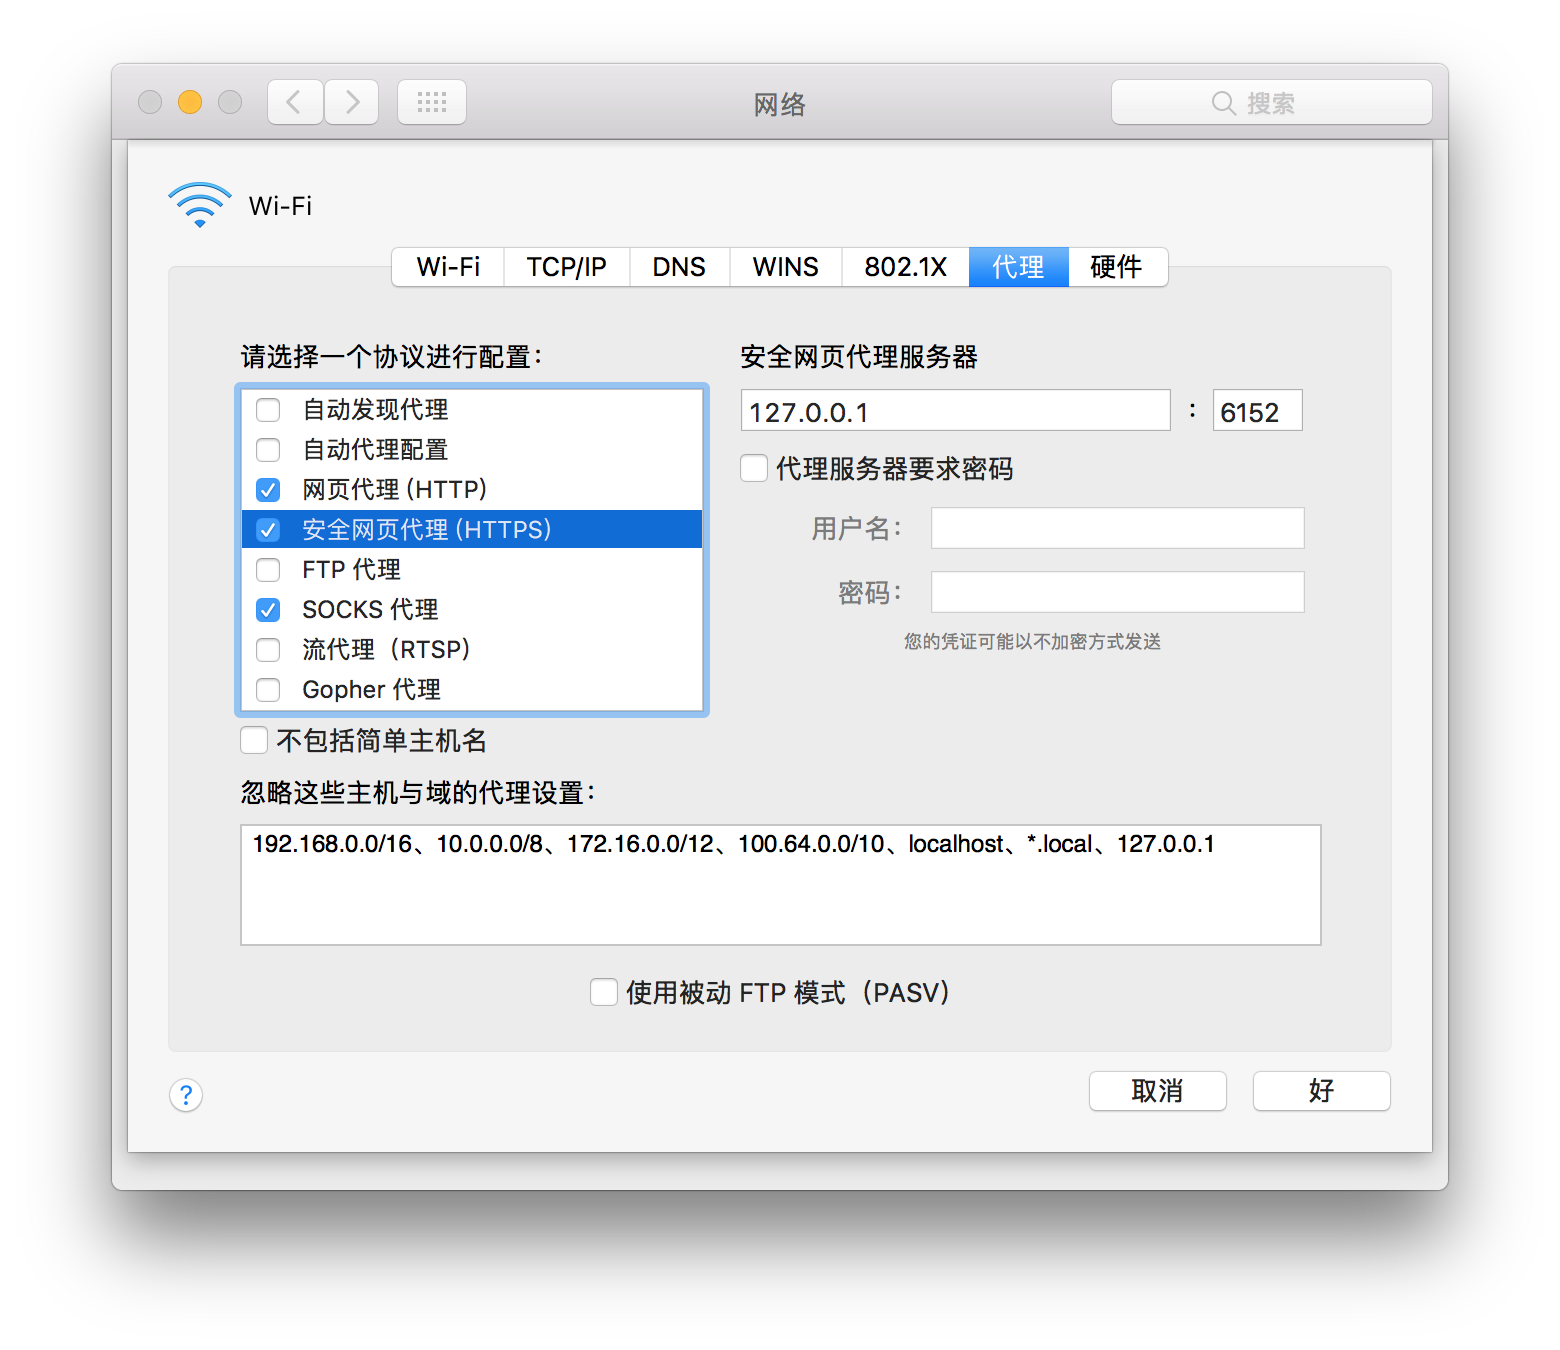 网络
搜索
Wi-Fi
Wi-Fi TCP/IP DNS WINS 802.1X 代理 硬件
请选择一个协议进行配置：
自动发现代理
自动代理配置
网页代理 (HTTP)
安全网页代理 (HTTPS)
FTP 代理
SOCKS 代理
流代理（RTSP）
Gopher 代理
安全网页代理服务器
127.0.0.1 : 6152
代理服务器要求密码
用户名：
密码：
您的凭证可能以不加密方式发送
不包括简单主机名
忽略这些主机与域的代理设置：
192.168.0.0/16、10.0.0.0/8、172.16.0.0/12、100.64.0.0/10、localhost、*.local、127.0.0.1
使用被动 FTP 模式（PASV）
?
取消
好